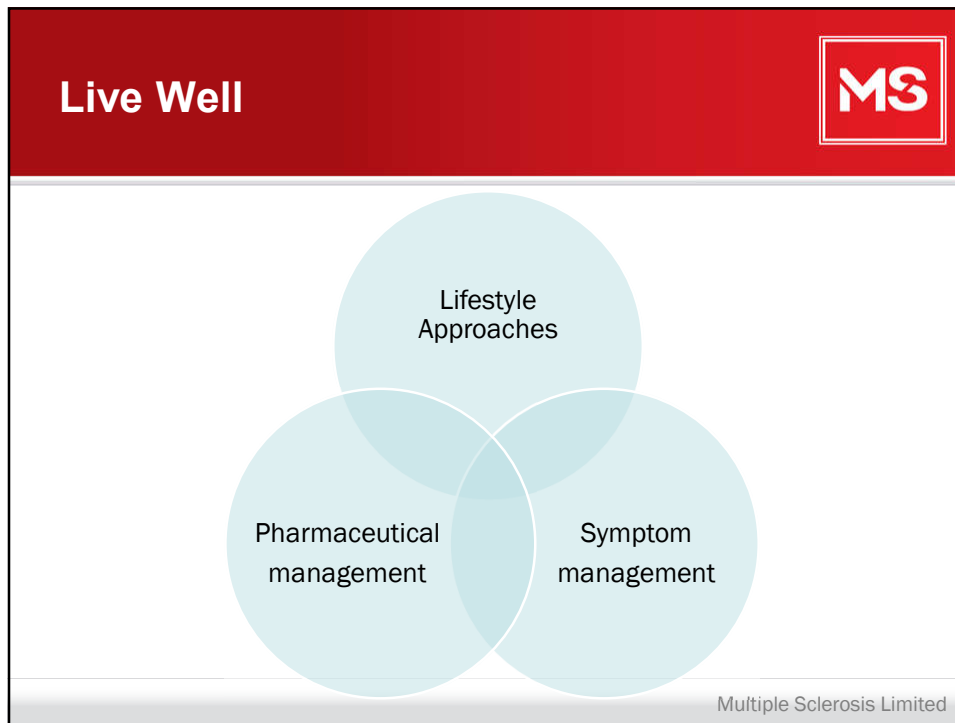 Live Well
MS
Lifestyle
Approaches
Pharmaceutical
management
Symptom
management
Multiple Sclerosis Limited